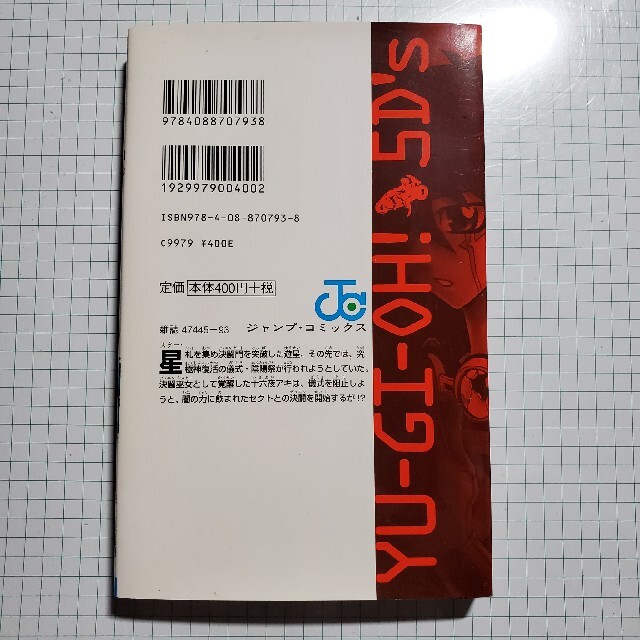 9784088707938
1929979004002
ISBN978-4-08-870793-8
C9979 ¥400E
定価 本体400円+税
JC
雑誌 47445-93 ジャンプ・コミックス
星札を集め決闘門を突破した遊星。その先では、究
極神復活の儀式・陰陽祭が行われようとしていた。
決闘巫女として覚醒した十六夜アキは、儀式を阻止しよ
うと、闇の力に飲まれたセクトとの決闘を開始するが!?
YU-GI-OH! 5D's